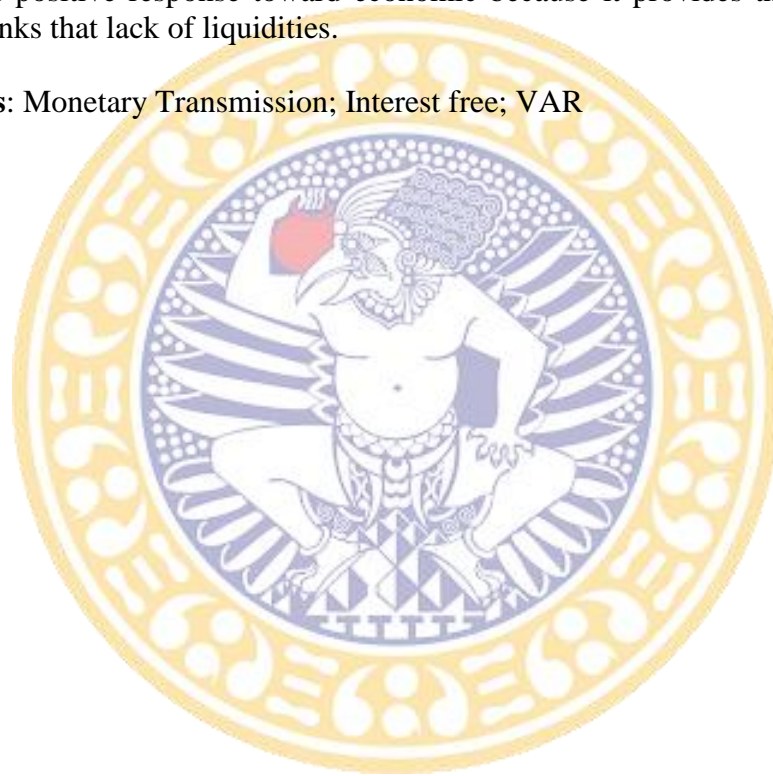 positive response toward economic because it provides
nks that lack of liquidities.
s: Monetary Transmission; Interest free; VAR